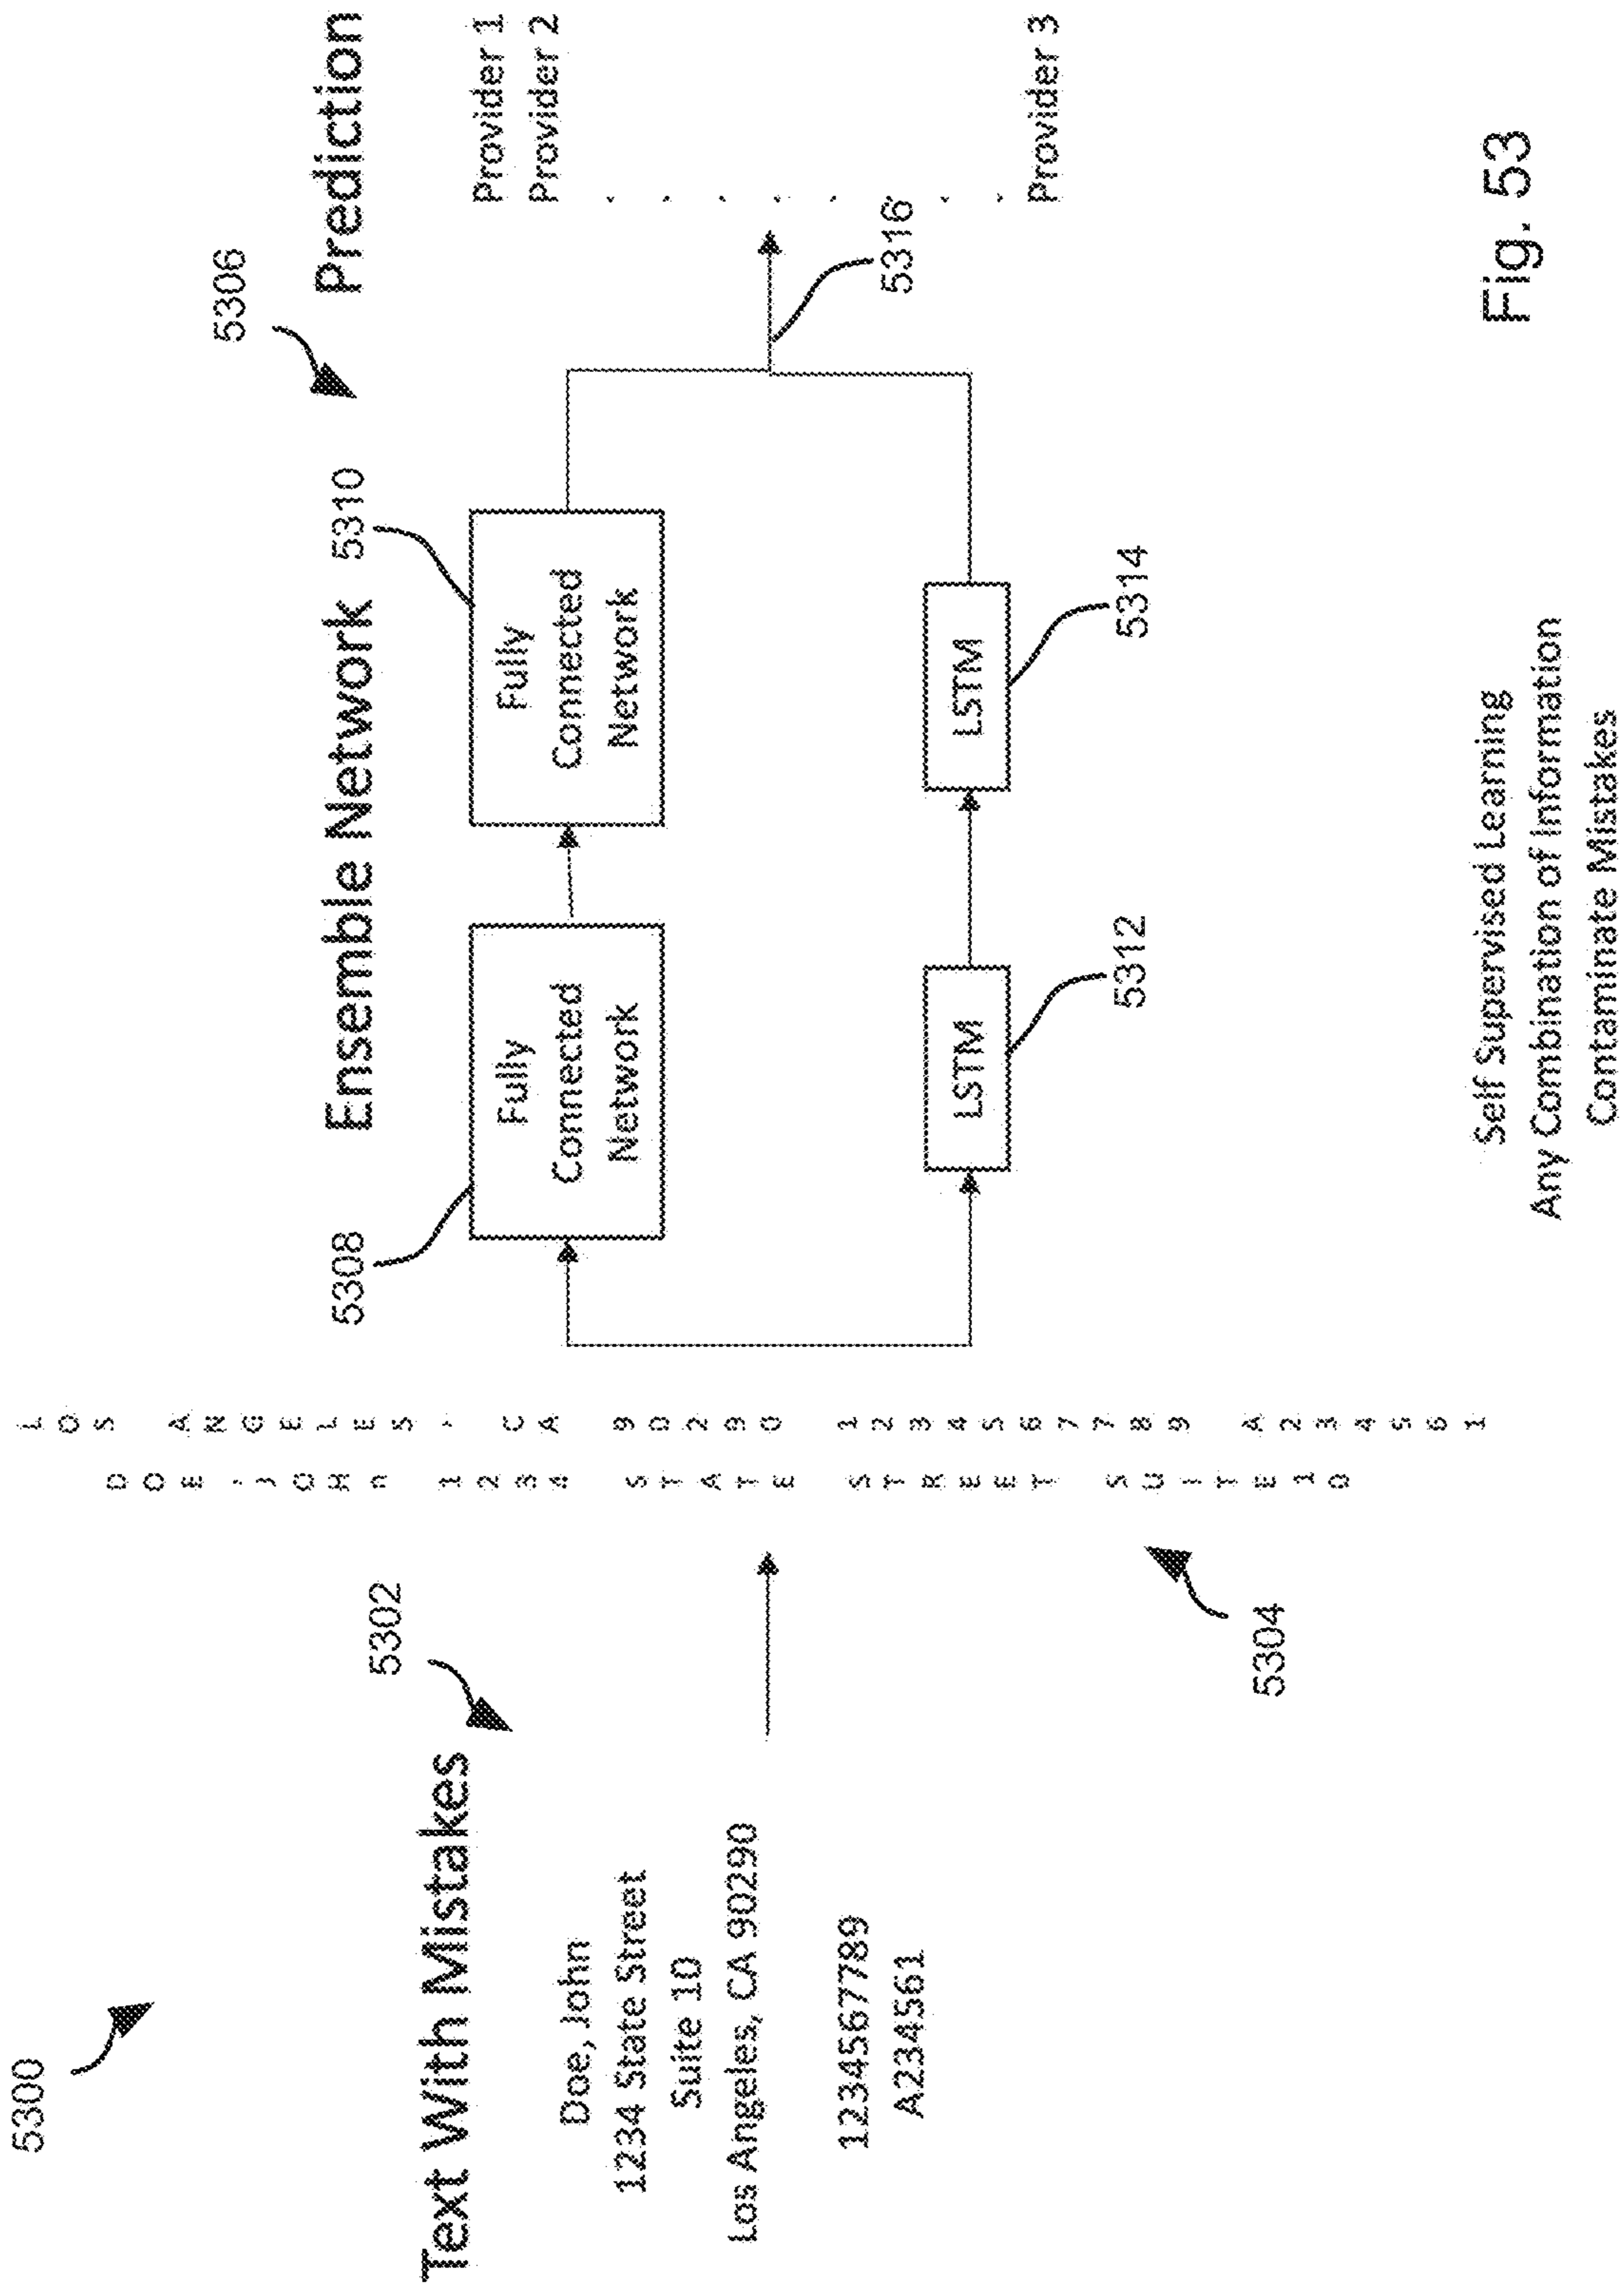 5300
Text With Mistakes
5302
Doe, John
1234 State Street
Suite 10
Los Angeles, CA 90290
1234567789
A234561
5304
D O E , J O H n 1 2 3 4 S T A T E S T R E E T S U I T E 1 0
L O S A N G E L E S , C A 9 0 2 9 0 1 2 3 4 5 6 7 7 8 9 A 2 3 4 5 6 1
Ensemble Network
5306
5308
Fully
Connected
Network
5310
Fully
Connected
Network
LSTM
5312
LSTM
5314
5316
Prediction
Provider 1
Provider 2
Provider 3
Self Supervised Learning
Any Combination of Information
Contaminate Mistakes
Fig. 53